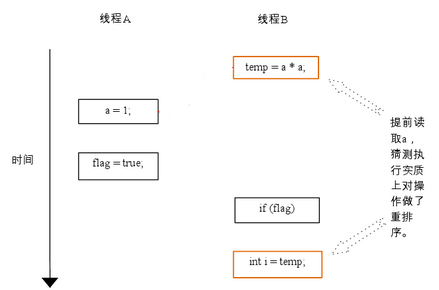 线程A
线程B
temp = a * a;
a = 1;
flag = true;
时间
if (flag)
int i = temp;
提前读
取a，
猜测执
行实质
上对操
作做了
重排
序。